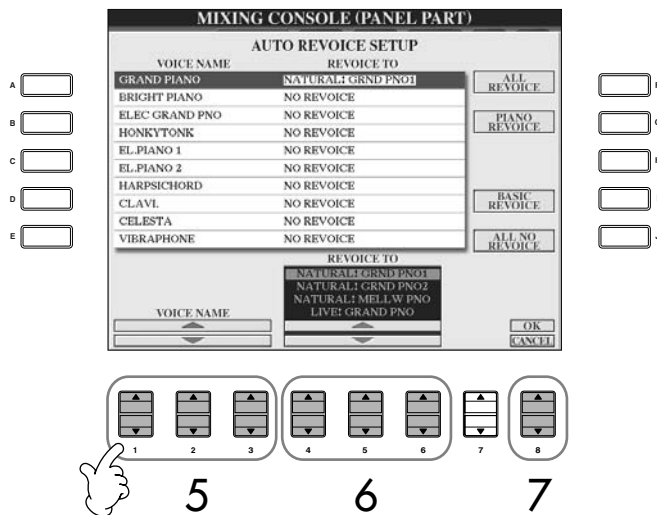 MIXING CONSOLE (PANEL PART)
AUTO REVOICE SETUP
VOICE NAME REVOICE TO
GRAND PIANO NATURAL! GRND PNO1
BRIGHT PIANO NO REVOICE
ELEC GRAND PNO NO REVOICE
HONKYTONK NO REVOICE
EL.PIANO 1 NO REVOICE
EL.PIANO 2 NO REVOICE
HARPSICHORD NO REVOICE
CLAVI. NO REVOICE
CELESTA NO REVOICE
VIBRAPHONE NO REVOICE
ALL
REVOICE
PIANO
REVOICE
BASIC
REVOICE
ALL NO
REVOICE
A
B
C
D
E
REVOICE TO
NATURAL! GRND PNO1
NATURAL! GRND PNO2
NATURAL! MELLW PNO
LIVE! GRAND PNO
VOICE NAME
OK
CANCEL
1 2 3 4 5 6 7 8
5 6 7